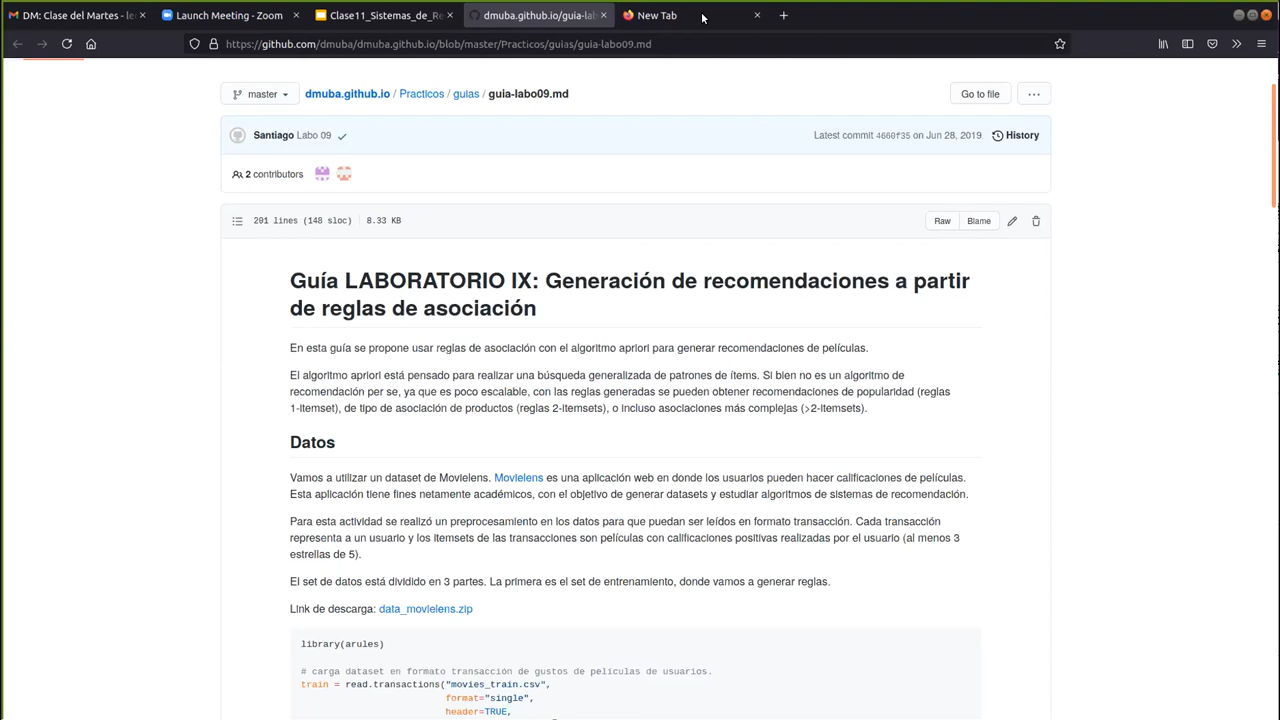 DM: Clase del Martes - le
Launch Meeting - Zoom
Clase11_Sistemas_de_Re
dmuba.github.io/guia-lab
New Tab
https://github.com/dmuba/dmuba.github.io/blob/master/Practicos/guias/guia-labo09.md
master
dmuba.github.io / Practicos / guias / guia-labo09.md
Go to file
Santiago Labo 09
Latest commit 4660f35 on Jun 28, 2019
History
2 contributors
201 lines (148 sloc)
8.33 KB
Raw
Blame
Guía LABORATORIO IX: Generación de recomendaciones a partir
de reglas de asociación
En esta guía se propone usar reglas de asociación con el algoritmo apriori para generar recomendaciones de películas.
El algoritmo apriori está pensado para realizar una búsqueda generalizada de patrones de ítems. Si bien no es un algoritmo de
recomendación per se, ya que es poco escalable, con las reglas generadas se pueden obtener recomendaciones de popularidad (reglas
1-itemset), de tipo de asociación de productos (reglas 2-itemsets), o incluso asociaciones más complejas (>2-itemsets).
Datos
Vamos a utilizar un dataset de Movielens. Movielens es una aplicación web en donde los usuarios pueden hacer calificaciones de películas.
Esta aplicación tiene fines netamente académicos, con el objetivo de generar datasets y estudiar algoritmos de sistemas de recomendación.
Para esta actividad se realizó un preprocesamiento en los datos para que puedan ser leídos en formato transacción. Cada transacción
representa a un usuario y los itemsets de las transacciones son películas con calificaciones positivas realizadas por el usuario (al menos 3
estrellas de 5).
El set de datos está dividido en 3 partes. La primera es el set de entrenamiento, donde vamos a generar reglas.
Link de descarga: data_movielens.zip
library(arules)
# carga dataset en formato transacción de gustos de películas de usuarios.
train = read.transactions("movies_train.csv",
format="single",
header=TRUE,